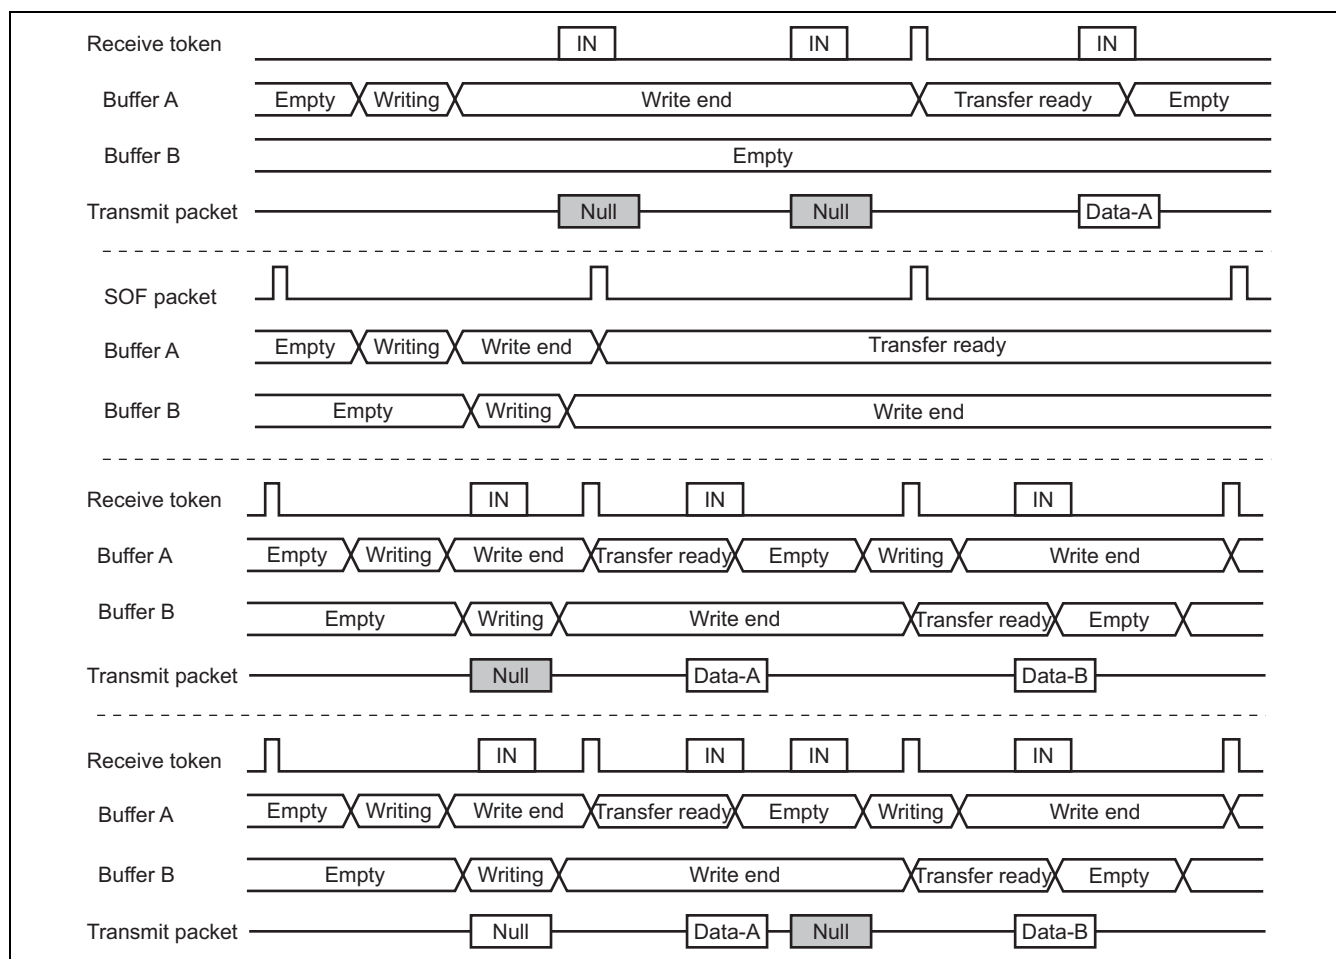 Receive token IN IN IN
Buffer A Empty Writing Write end Transfer ready Empty
Buffer B Empty
Transmit packet Null Null Data-A
SOF packet
Buffer A Empty Writing Write end Transfer ready
Buffer B Empty Writing Write end
Receive token IN IN IN
Buffer A Empty Writing Write end Transfer ready Empty Writing Write end
Buffer B Empty Writing Write end Transfer ready Empty
Transmit packet Null Data-A Data-B
Receive token IN IN IN IN
Buffer A Empty Writing Write end Transfer ready Empty Writing Write end
Buffer B Empty Writing Write end Transfer ready Empty
Transmit packet Null Data-A Null Data-B